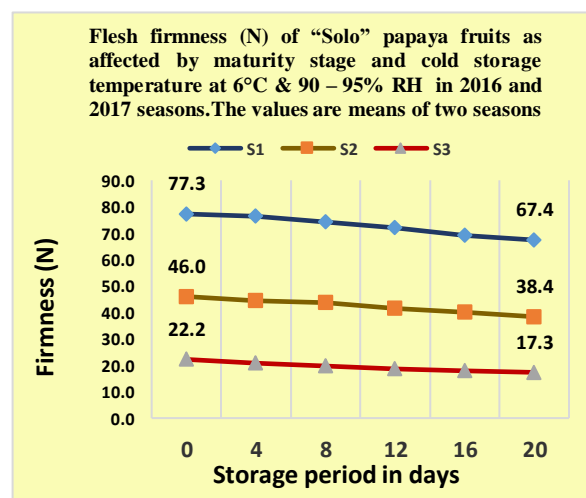 Flesh firmness (N) of “Solo” papaya fruits as
affected by maturity stage and cold storage
temperature at 6°C & 90 – 95% RH in 2016 and
2017 seasons.The values are means of two seasons
S1 S2 S3
90.0
80.0
70.0
60.0
50.0
40.0
30.0
20.0
10.0
0.0
77.3
67.4
46.0
38.4
22.2
17.3
Firmness (N)
0 4 8 12 16 20
Storage period in days